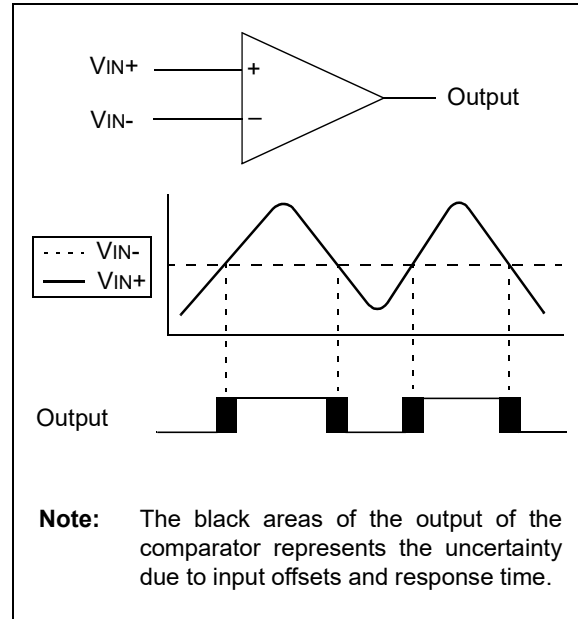 VIN+
+
VIN-
–
Output
VIN-
VIN+
Output
Note: The black areas of the output of the
comparator represents the uncertainty
due to input offsets and response time.